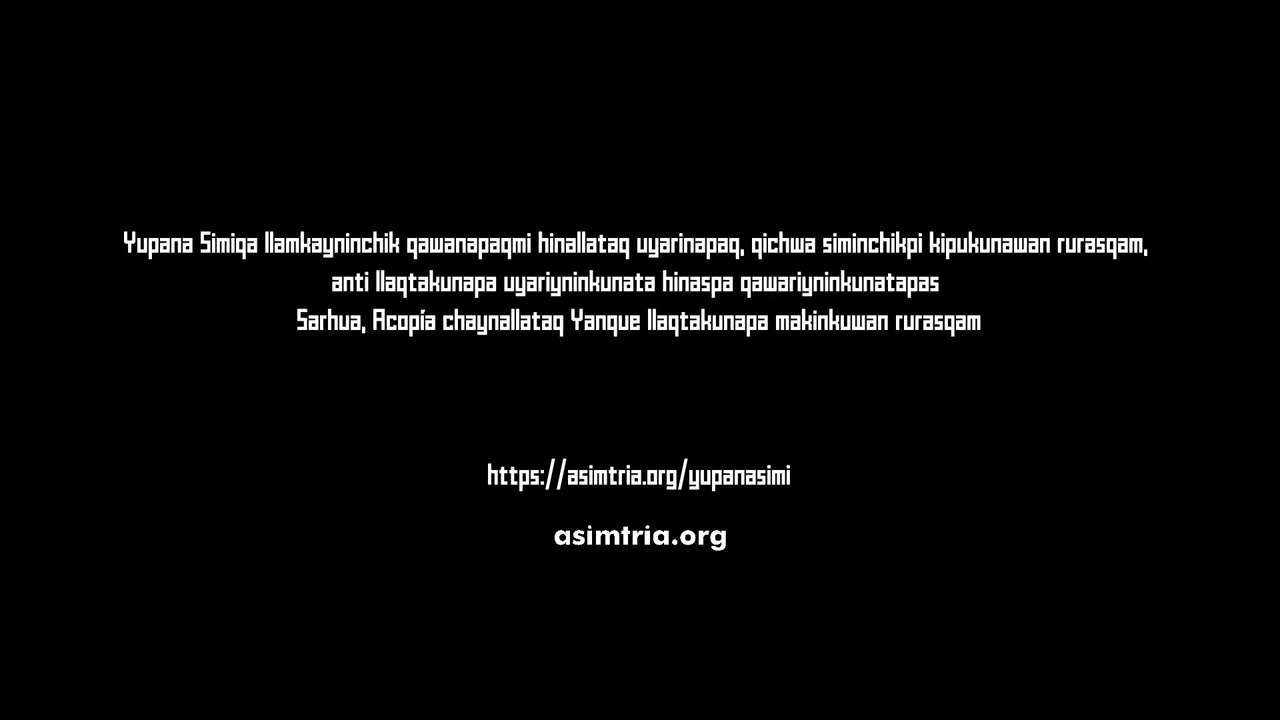 Yupana Simiqa llamkayninchik qawanapaqmi hinallataq uyarinapaq, qichwa siminchikpi kipukunawan rurasqam,
anti llaqtakunapa uyariyninkunata hinaspa qawariyninkunatapas
Sarhua, Acopía chaynallataq Yanque llaqtakunapa makinkuwan rurasqam
https://asimtria.org/yupanasimi
asimtria.org